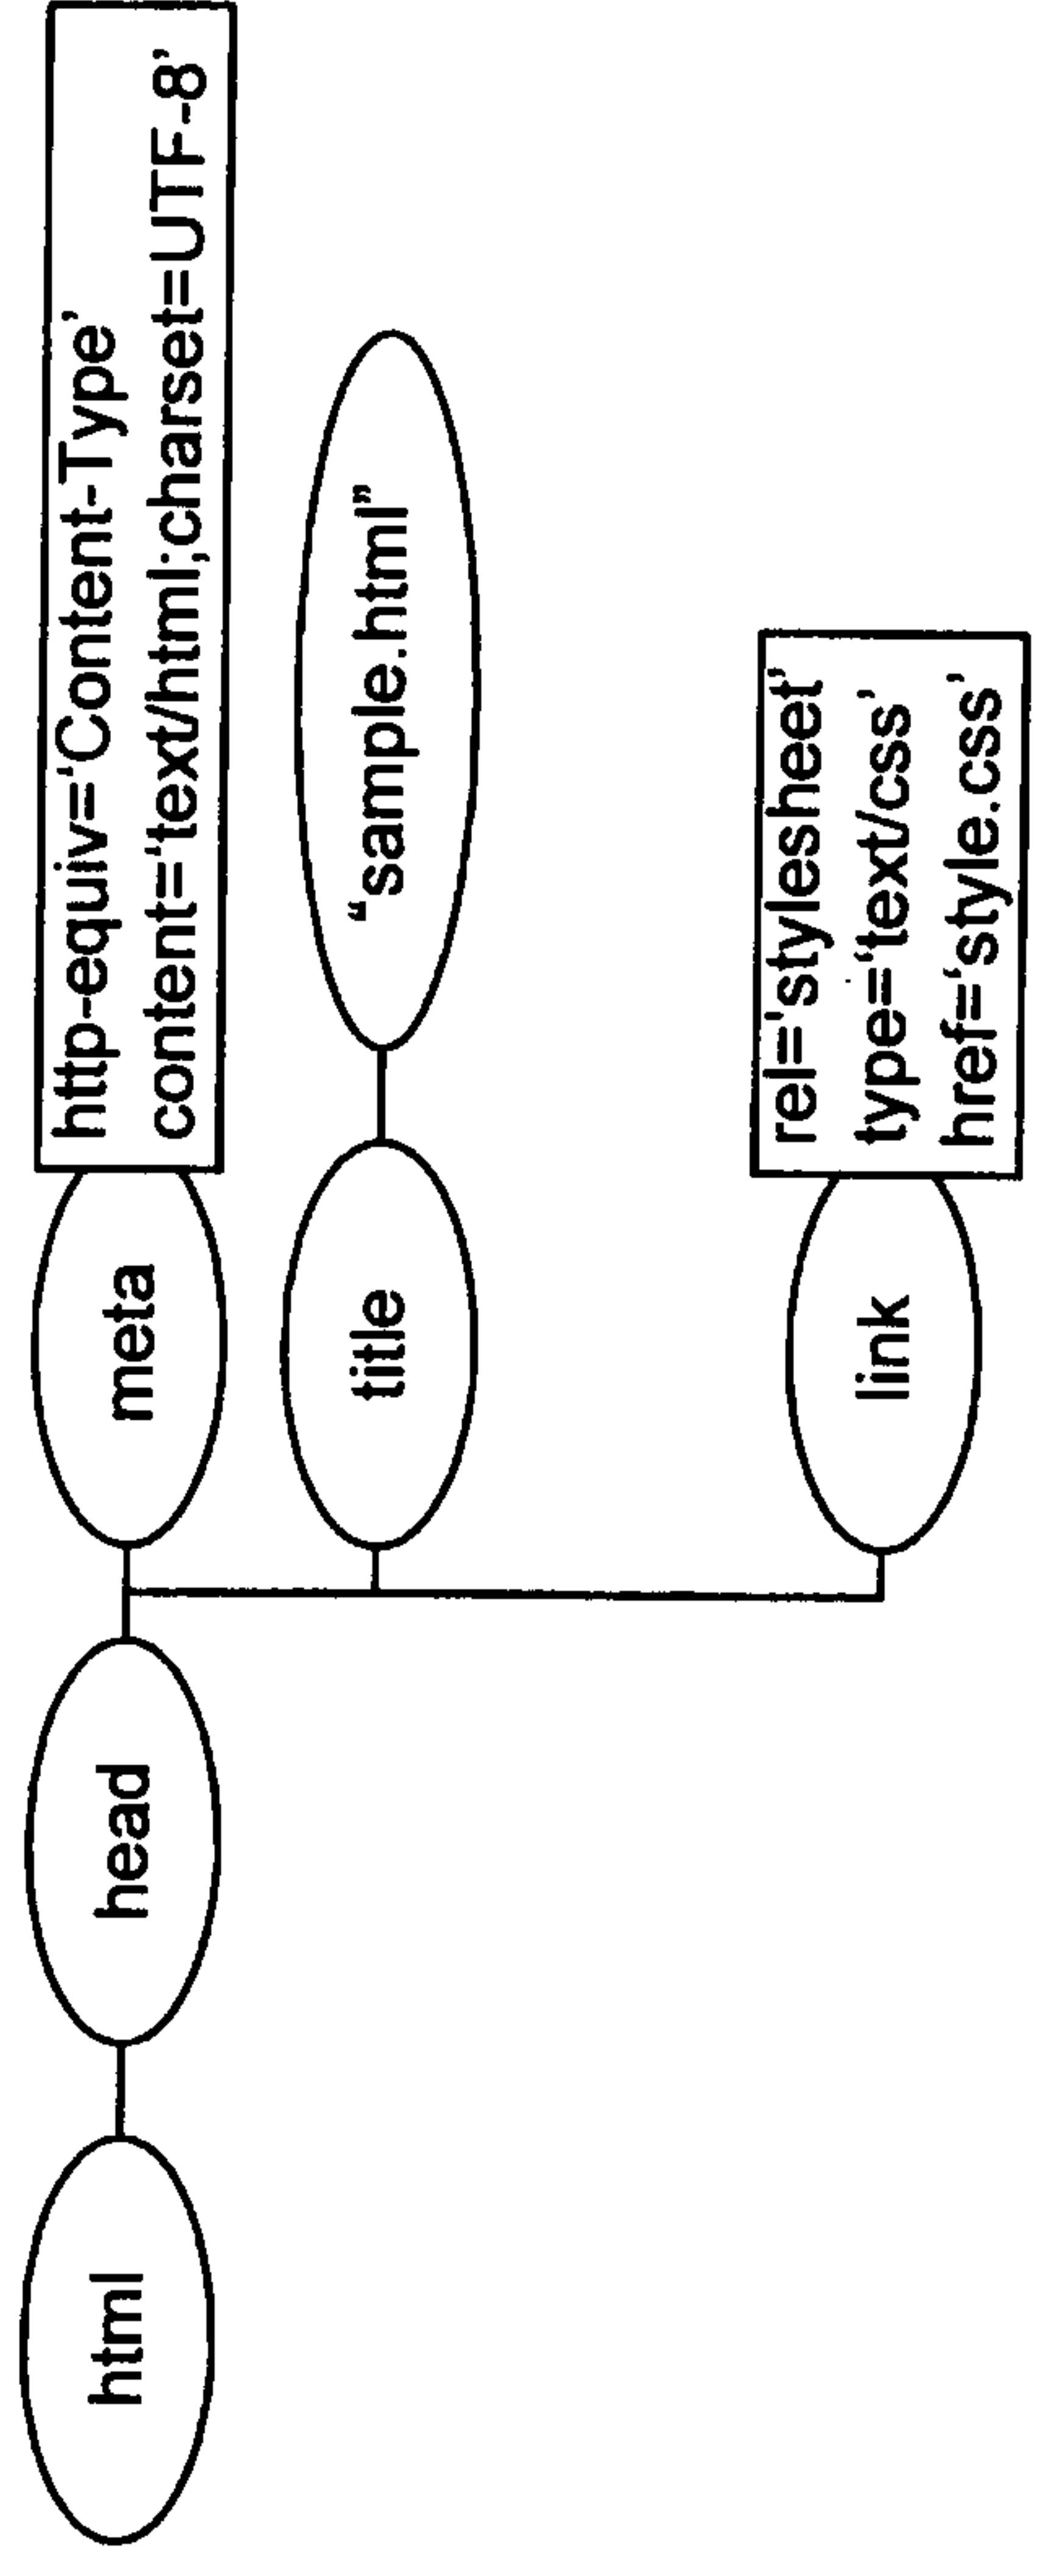 html
head
meta
http-equiv=‘Content-Type’
content=‘text/html;charset=UTF-8’
title
“sample.html”
link
rel=‘stylesheet’
type=‘text/css’
href=‘style.css’